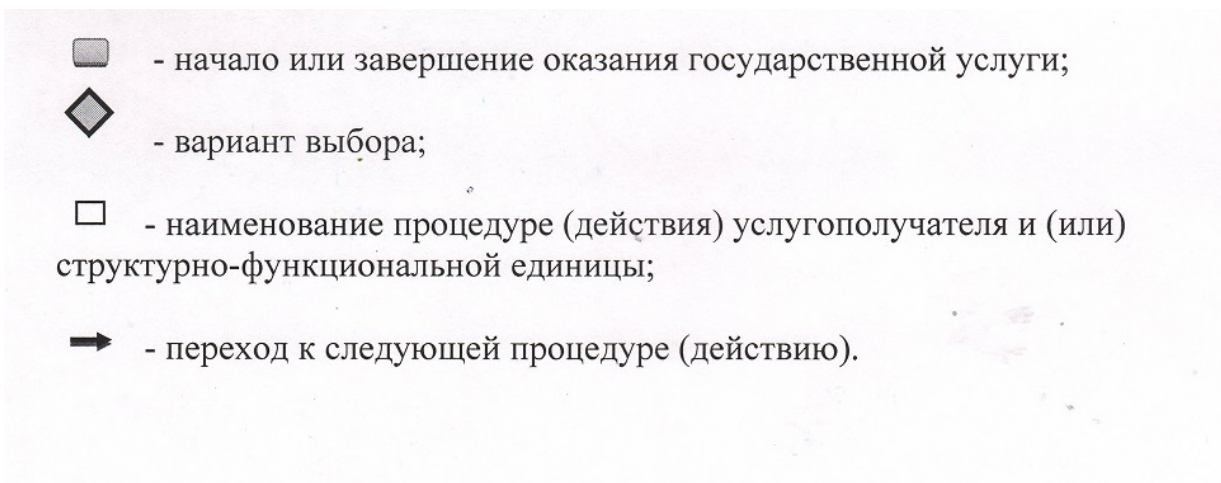 - начало или завершение оказания государственной услуги;
- вариант выбора;
- наименование процедуре (действия) услугополучателя и (или)
структурно-функциональной единицы;
- переход к следующей процедуре (действию).